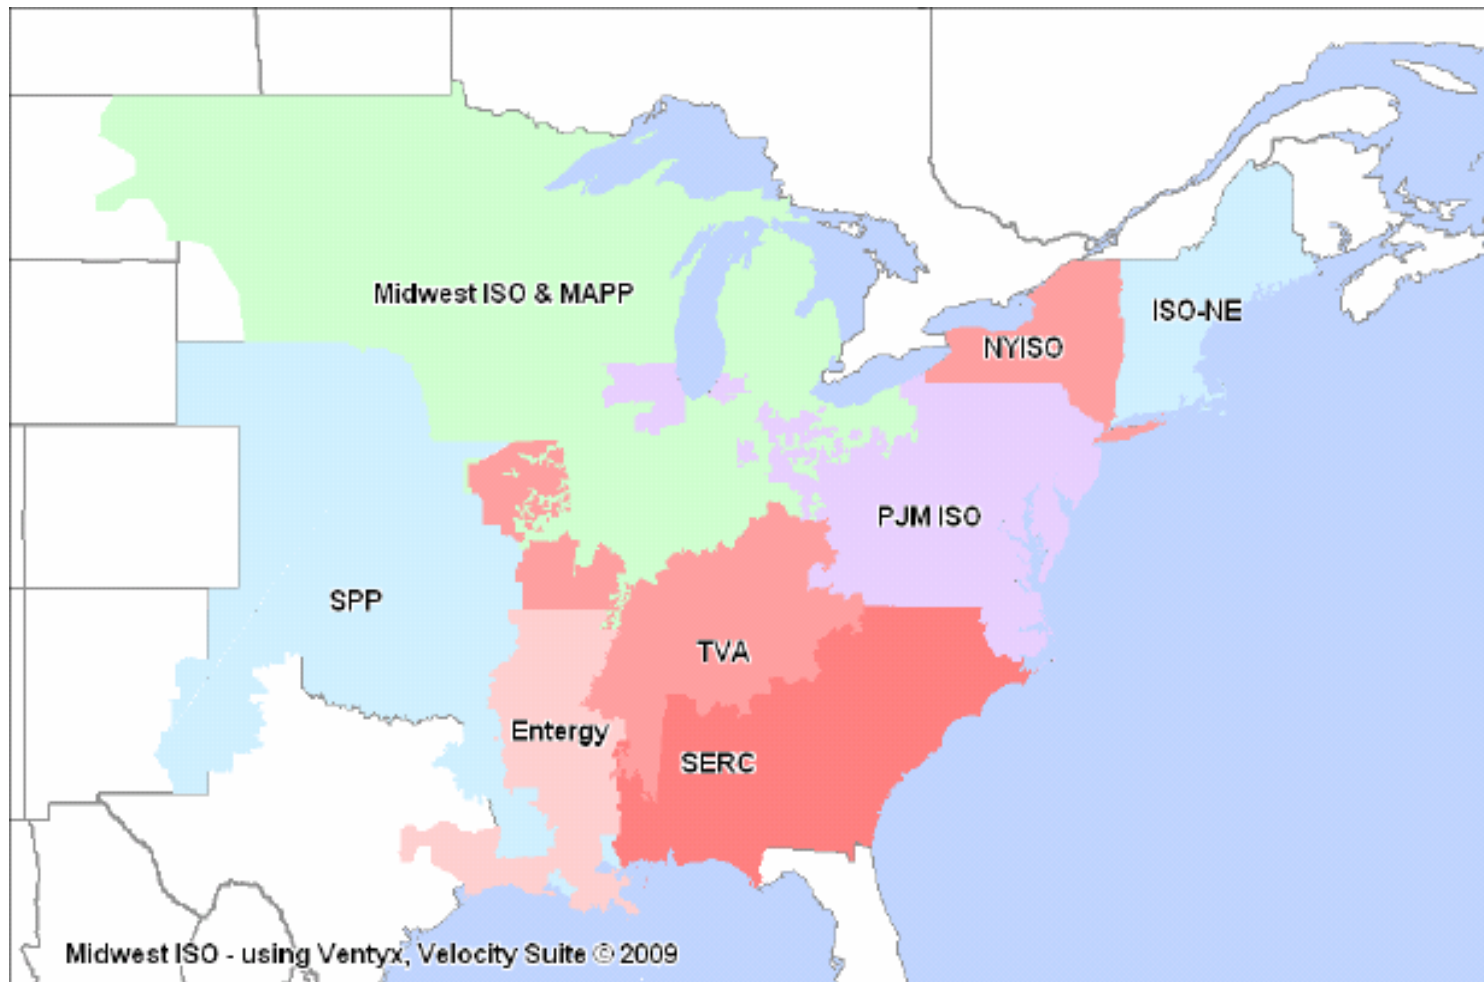 Midwest ISO & MAPP
ISO-NE
NYISO
PJM ISO
SPP
TVA
Entergy
SERC
Midwest ISO - using Ventyx, Velocity Suite © 2009